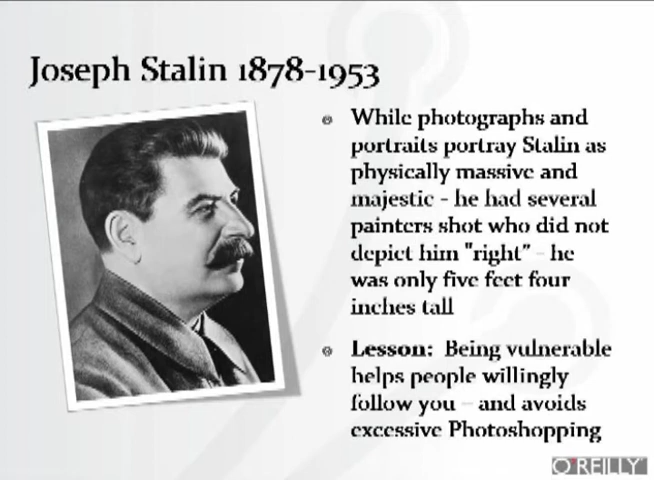 Joseph Stalin 1878-1953
While photographs and
portraits portray Stalin as
physically massive and
majestic - he had several
painters shot who did not
depict him "right" - he
was only five feet four
inches tall
Lesson: Being vulnerable
helps people willingly
follow you – and avoids
excessive Photoshopping
O'REILLY